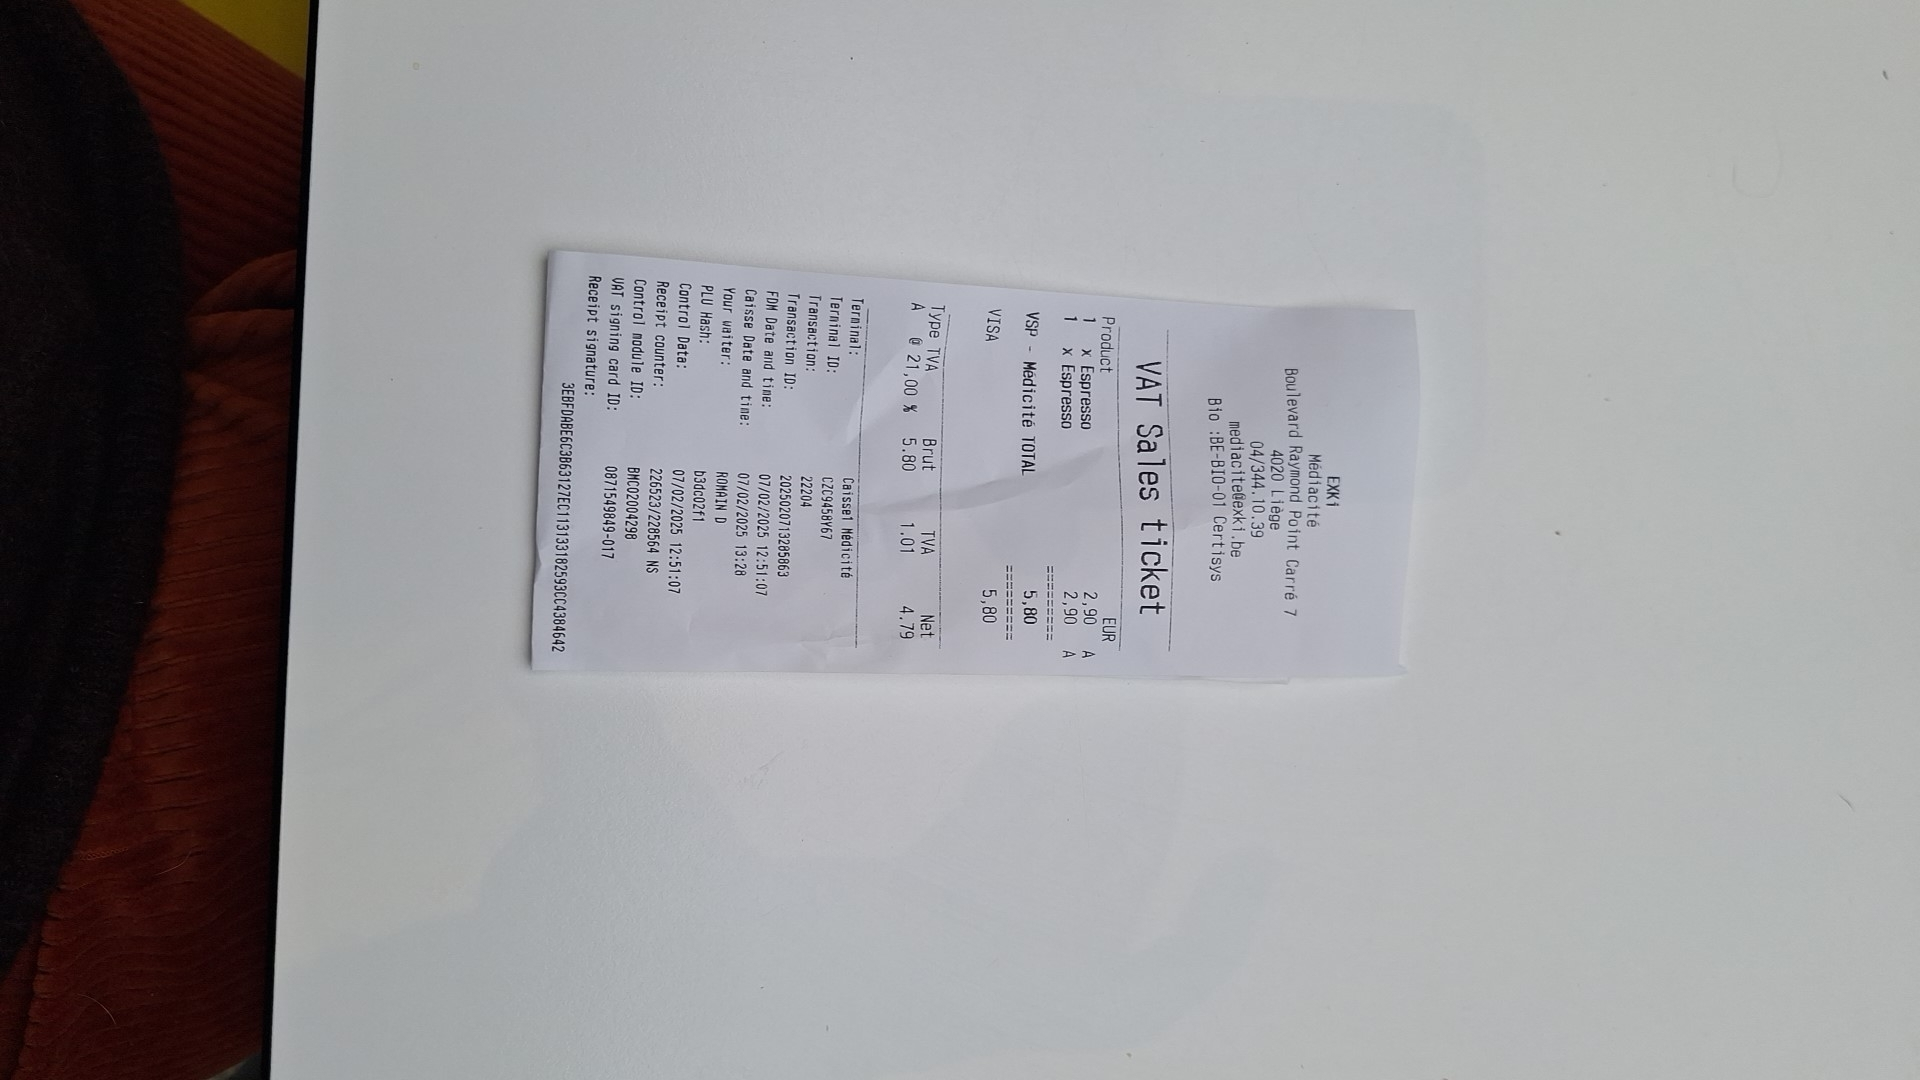 EXKi
Médiacité
Boulevard Raymond Point Carré 7
4020 Liège
04/344.10.39
mediacite@exki.be
Bio :BE-BIO-01 Certisys
VAT Sales ticket
Product EUR
1 x Espresso 2,90 A
1 x Espresso 2,90 A
=========
VSP - Médicité TOTAL 5,80
=========
VISA 5,80
Type TVA Brut TVA Net
A @ 21,00 % 5.80 1.01 4.79
Terminal: Caisse1 Médicité
Terminal ID: CZC9458Y67
Transaction: 22204
Transaction ID: 2025020713285863
FDM Date and time: 07/02/2025 12:51:07
Caisse Date and time: 07/02/2025 13:28
Your waiter: ROMAIN D
PLU Hash: b3dc02f1
Control Data: 07/02/2025 12:51:07
Receipt counter: 226523/228564 NS
Control module ID: BMC02004298
VAT signing card ID: 0871549849-017
Receipt signature:
3EBFDABE6C3B63127EC1131331B2593CC4384642